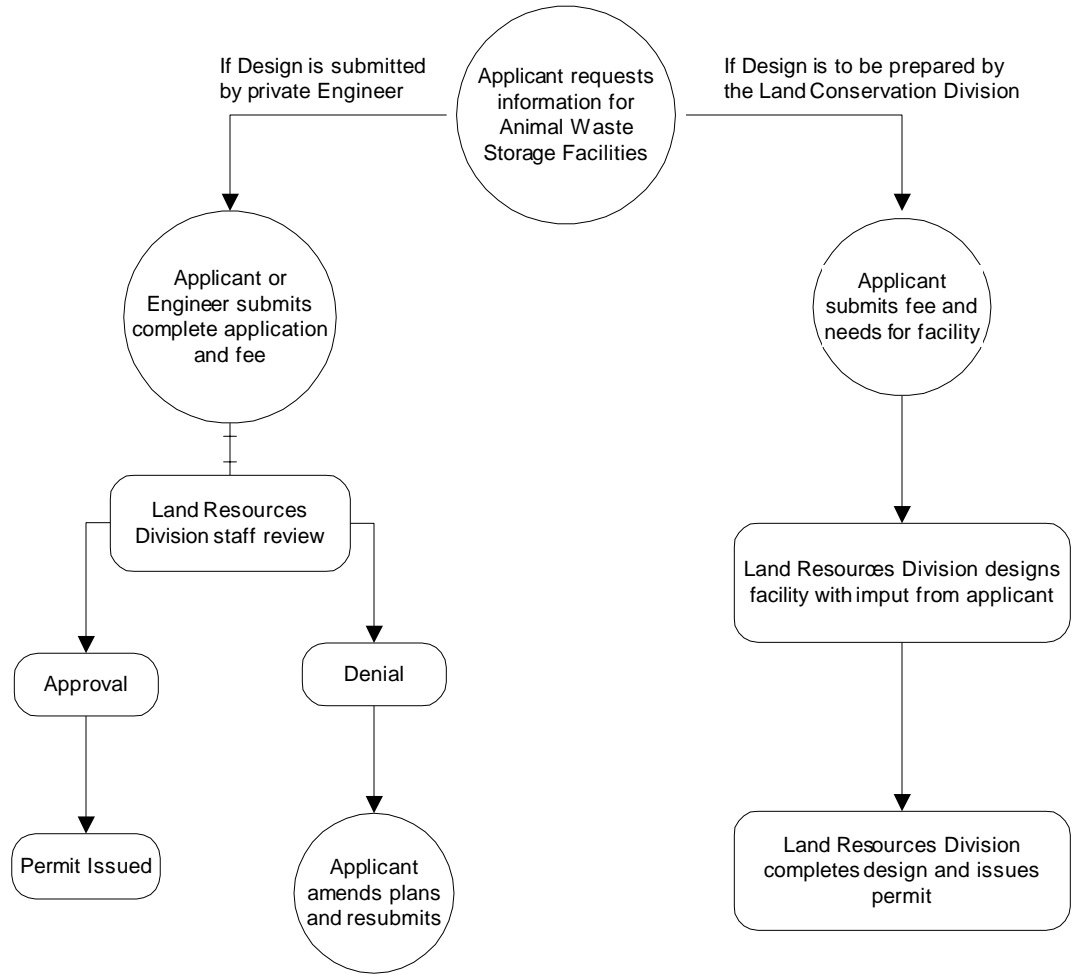 If Design is submitted
by private Engineer
Applicant requests
information for
Animal Waste
Storage Facilities
If Design is to be prepared by
the Land Conservation Division
Applicant or
Engineer submits
complete application
and fee
Applicant
submits fee and
needs for facility
Land Resources
Division staff review
Land Resources Division designs
facility with imput from applicant
Approval
Denial
Permit Issued
Applicant
amends plans
and resubmits
Land Resources Division
completes design and issues
permit